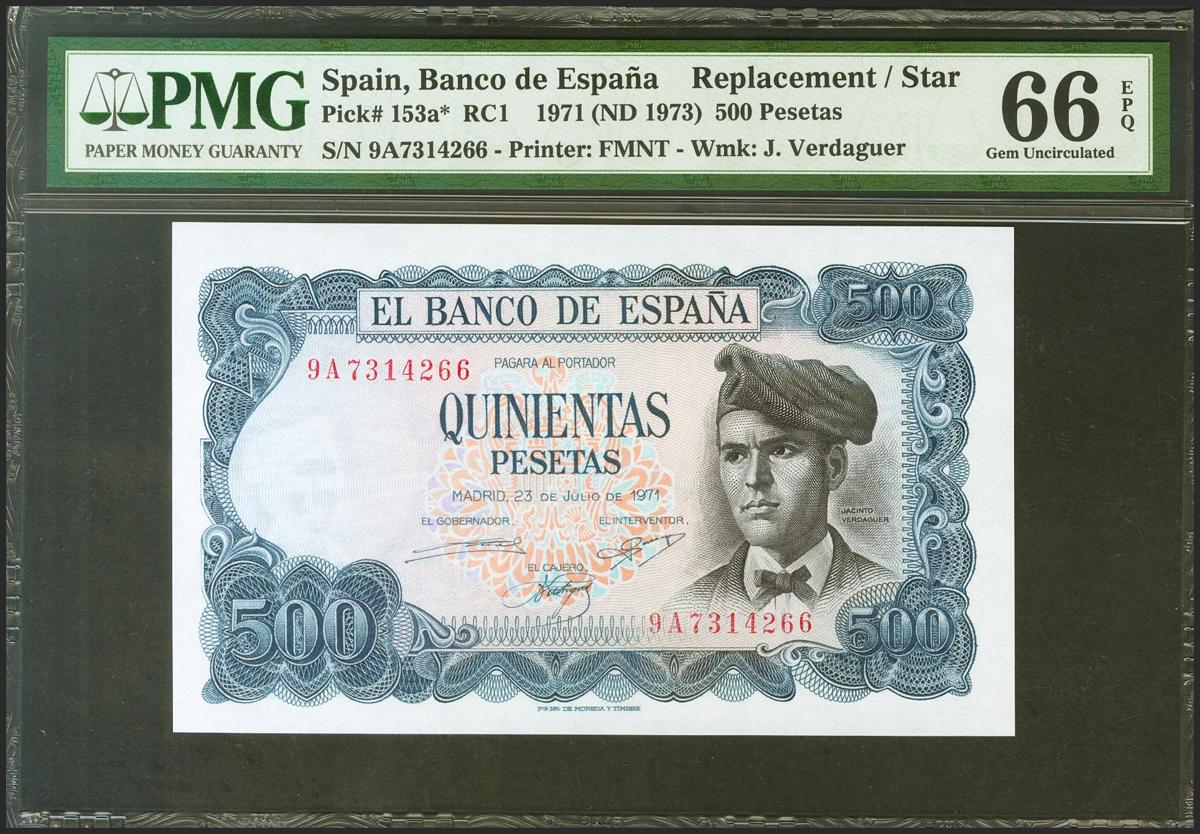 PMG
PAPER MONEY GUARANTY
Spain, Banco de España Replacement / Star
Pick# 153a* RC1 1971 (ND 1973) 500 Pesetas
S/N 9A7314266 - Printer: FMNT - Wmk: J. Verdaguer
66
EPQ
Gem Uncirculated
EL BANCO DE ESPAÑA
500
9A7314266
PAGARA AL PORTADOR
QUINIENTAS
PESETAS
MADRID, 23 DE JULIO DE 1971
EL GOBERNADOR,
EL INTERVENTOR,
EL CAJERO,
JACINTO
VERDAGUER
500
9A7314266
500